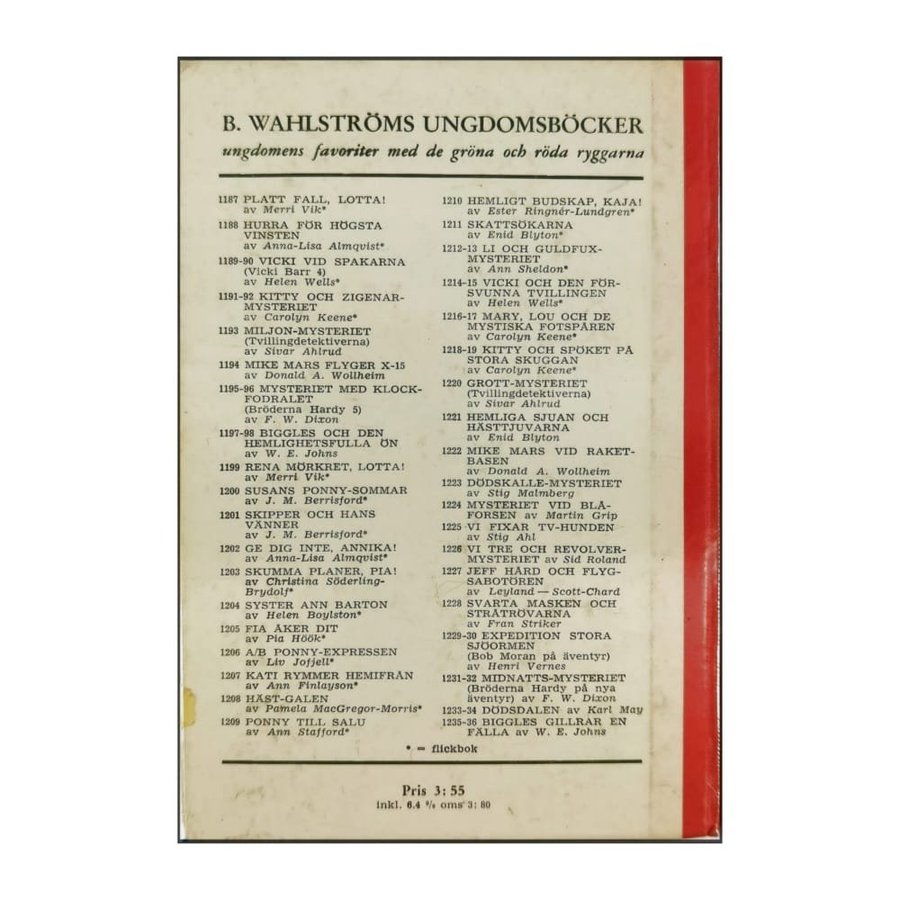 B. WAHLSTRÖMS UNGDOMSBÖCKER
ungdomens favoriter med de gröna och röda ryggarna
1187 PLATT FALL, LOTTA!
av Merri Vik*
1188 HURRA FÖR HÖGSTA
VINSTEN
av Anna-Lisa Almqvist*
1189-90 VICKI VID SPAKARNA
(Vicki Barr 4)
av Helen Wells*
1191-92 KITTY OCH ZIGENAR-
MYSTERIET
av Carolyn Keene*
1193 MILJON-MYSTERIET
(Tvillingdetektiverna)
av Sivar Ahlrud
1194 MIKE MARS FLYGER X-15
av Donald A. Wollheim
1195-96 MYSTERIET MED KLOCK-
FODRALET
(Bröderna Hardy 5)
av F. W. Dixon
1197-98 BIGGLES OCH DEN
HEMLIGHETSFULLA ÖN
av W. E. Johns
1199 RENA MÖRKRET, LOTTA!
av Merri Vik*
1200 SUSANS PONNY-SOMMAR
av J. M. Berrisford*
1201 SKIPPER OCH HANS
VÄNNER
av J. M. Berrisford*
1202 GE DIG INTE, ANNIKA!
av Anna-Lisa Almqvist*
1203 SKUMMA PLANER, PIA!
av Christina Söderling-
Brydolf*
1204 SYSTER ANN BARTON
av Helen Boylston*
1205 FIA ÅKER DIT
av Pia Höök*
1206 A/B PONNY-EXPRESSEN
av Liv Joffell*
1207 KATI RYMMER HEMIFRÅN
av Ann Finlayson*
1208 HÄST-GALEN
av Pamela MacGregor-Morris*
1209 PONNY TILL SALU
av Ann Stafford*
1210 HEMLIGT BUDSKAP, KAJA!
av Ester Ringnér-Lundgren*
1211 SKATTSÖKARNA
av Enid Blyton*
1212-13 LI OCH GULDFUX-
MYSTERIET
av Ann Sheldon*
1214-15 VICKI OCH DEN FÖR-
SVUNNA TVILLINGEN
av Helen Wells*
1216-17 MARY, LOU OCH DE
MYSTISKA FOTSPÅREN
av Carolyn Keene*
1218-19 KITTY OCH SPÖKET PÅ
STORA SKUGGAN
av Carolyn Keene*
1220 GROTT-MYSTERIET
(Tvillingdetektiverna)
av Sivar Ahlrud
1221 HEMLIGA SJUAN OCH
HÄSTTJUVARNA
av Enid Blyton
1222 MIKE MARS VID RAKET-
BASEN
av Donald A. Wollheim
1223 DÖDSKALLE-MYSTERIET
av Stig Malmberg
1224 MYSTERIET VID BLÅ-
FORSEN av Martin Grip
1225 VI FIXAR TV-HUNDEN
av Stig Ahl
1226 VI TRE OCH REVOLVER-
MYSTERIET av Sid Roland
1227 JEFF HÅRD OCH FLYG-
SABOTÖREN
av Leyland — Scott-Chard
1228 SVARTA MASKEN OCH
STRÅTRÖVARNA
av Fran Striker
1229-30 EXPEDITION STORA
SJÖORMEN
(Bob Moran på äventyr)
av Henri Vernes
1231-32 MIDNATTS-MYSTERIET
(Bröderna Hardy på nya
äventyr) av F. W. Dixon
1233-34 DÖDSDALEN av Karl May
1235-36 BIGGLES GILLRAR EN
FÄLLA av W. E. Johns
* = flickbok
Pris 3: 55
inkl. 6.4 % oms 3: 80